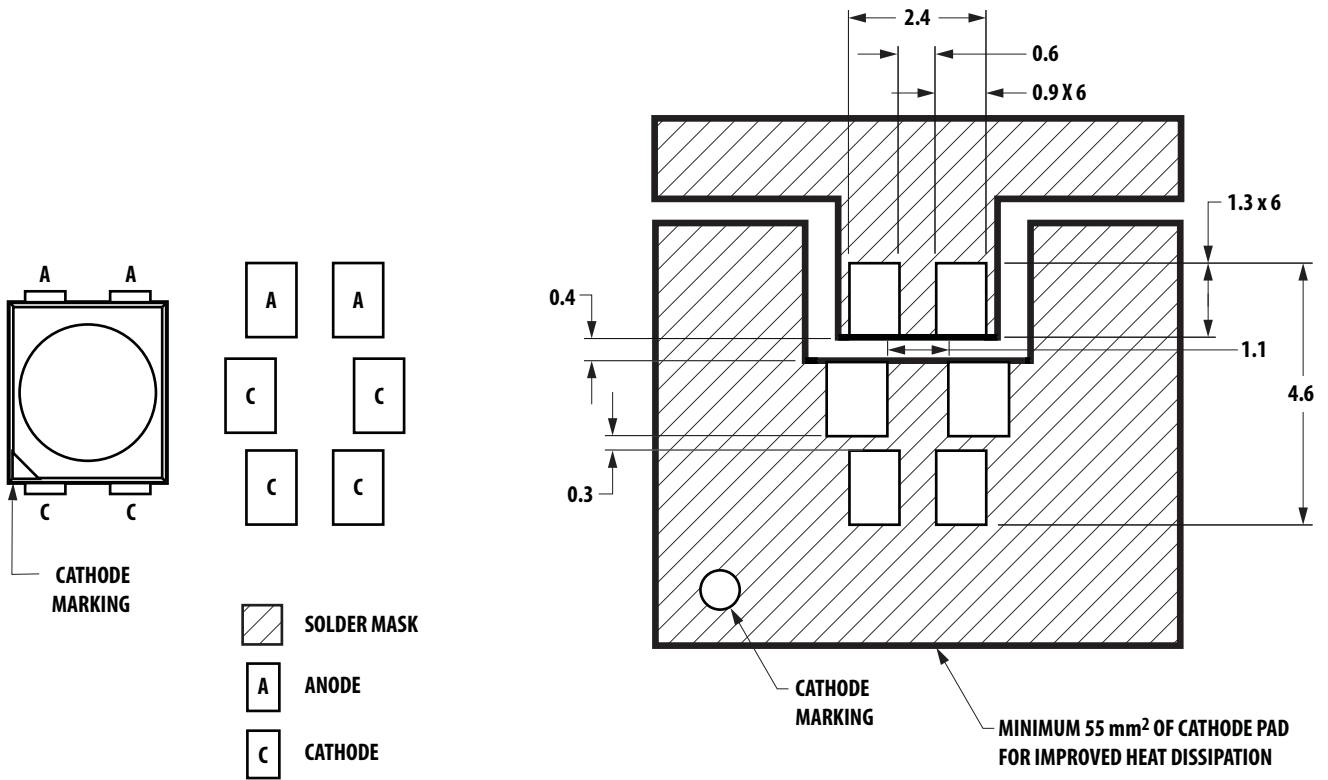 2.4
0.6
0.9 X 6
1.3 x 6
0.4
1.1
4.6
0.3
A A
A A
C C
C C
C C
CATHODE
MARKING
SOLDER MASK
A ANODE
C CATHODE
CATHODE
MARKING
MINIMUM 55 mm² OF CATHODE PAD
FOR IMPROVED HEAT DISSIPATION